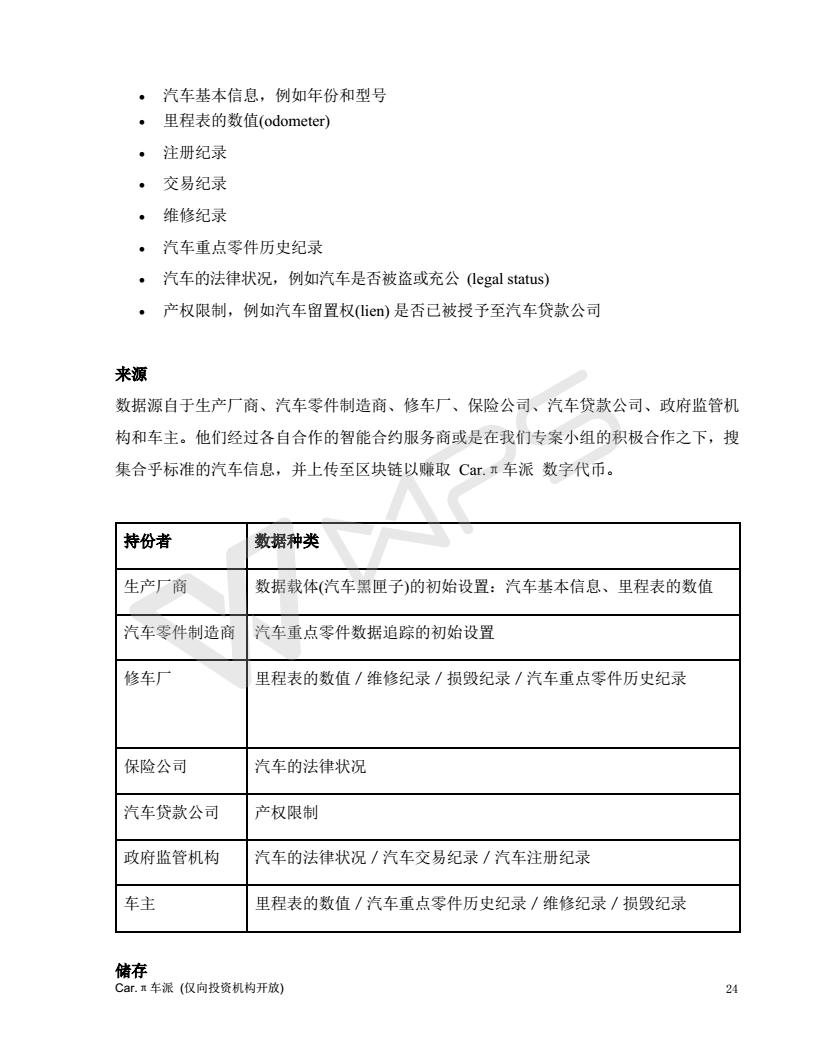 • 汽车基本信息，例如年份和型号
• 里程表的数值(odometer)
• 注册纪录
• 交易纪录
• 维修纪录
• 汽车重点零件历史纪录
• 汽车的法律状况，例如汽车是否被盗或充公 (legal status)
• 产权限制，例如汽车留置权(lien) 是否已被授予至汽车贷款公司
来源
数据源自于生产厂商、汽车零件制造商、修车厂、保险公司、汽车贷款公司、政府监管机
构和车主。他们经过各自合作的智能合约服务商或是在我们专案小组的积极合作之下，搜
集合乎标准的汽车信息，并上传至区块链以赚取 Car.π车派 数字代币。
持份者 数据种类
生产厂商 数据载体(汽车黑匣子)的初始设置：汽车基本信息、里程表的数值
汽车零件制造商 汽车重点零件数据追踪的初始设置
修车厂 里程表的数值 / 维修纪录 / 损毁纪录 / 汽车重点零件历史纪录
保险公司 汽车的法律状况
汽车贷款公司 产权限制
政府监管机构 汽车的法律状况 / 汽车交易纪录 / 汽车注册纪录
车主 里程表的数值 / 汽车重点零件历史纪录 / 维修纪录 / 损毁纪录
储存
Car.π车派 (仅向投资机构开放) 24
WPS